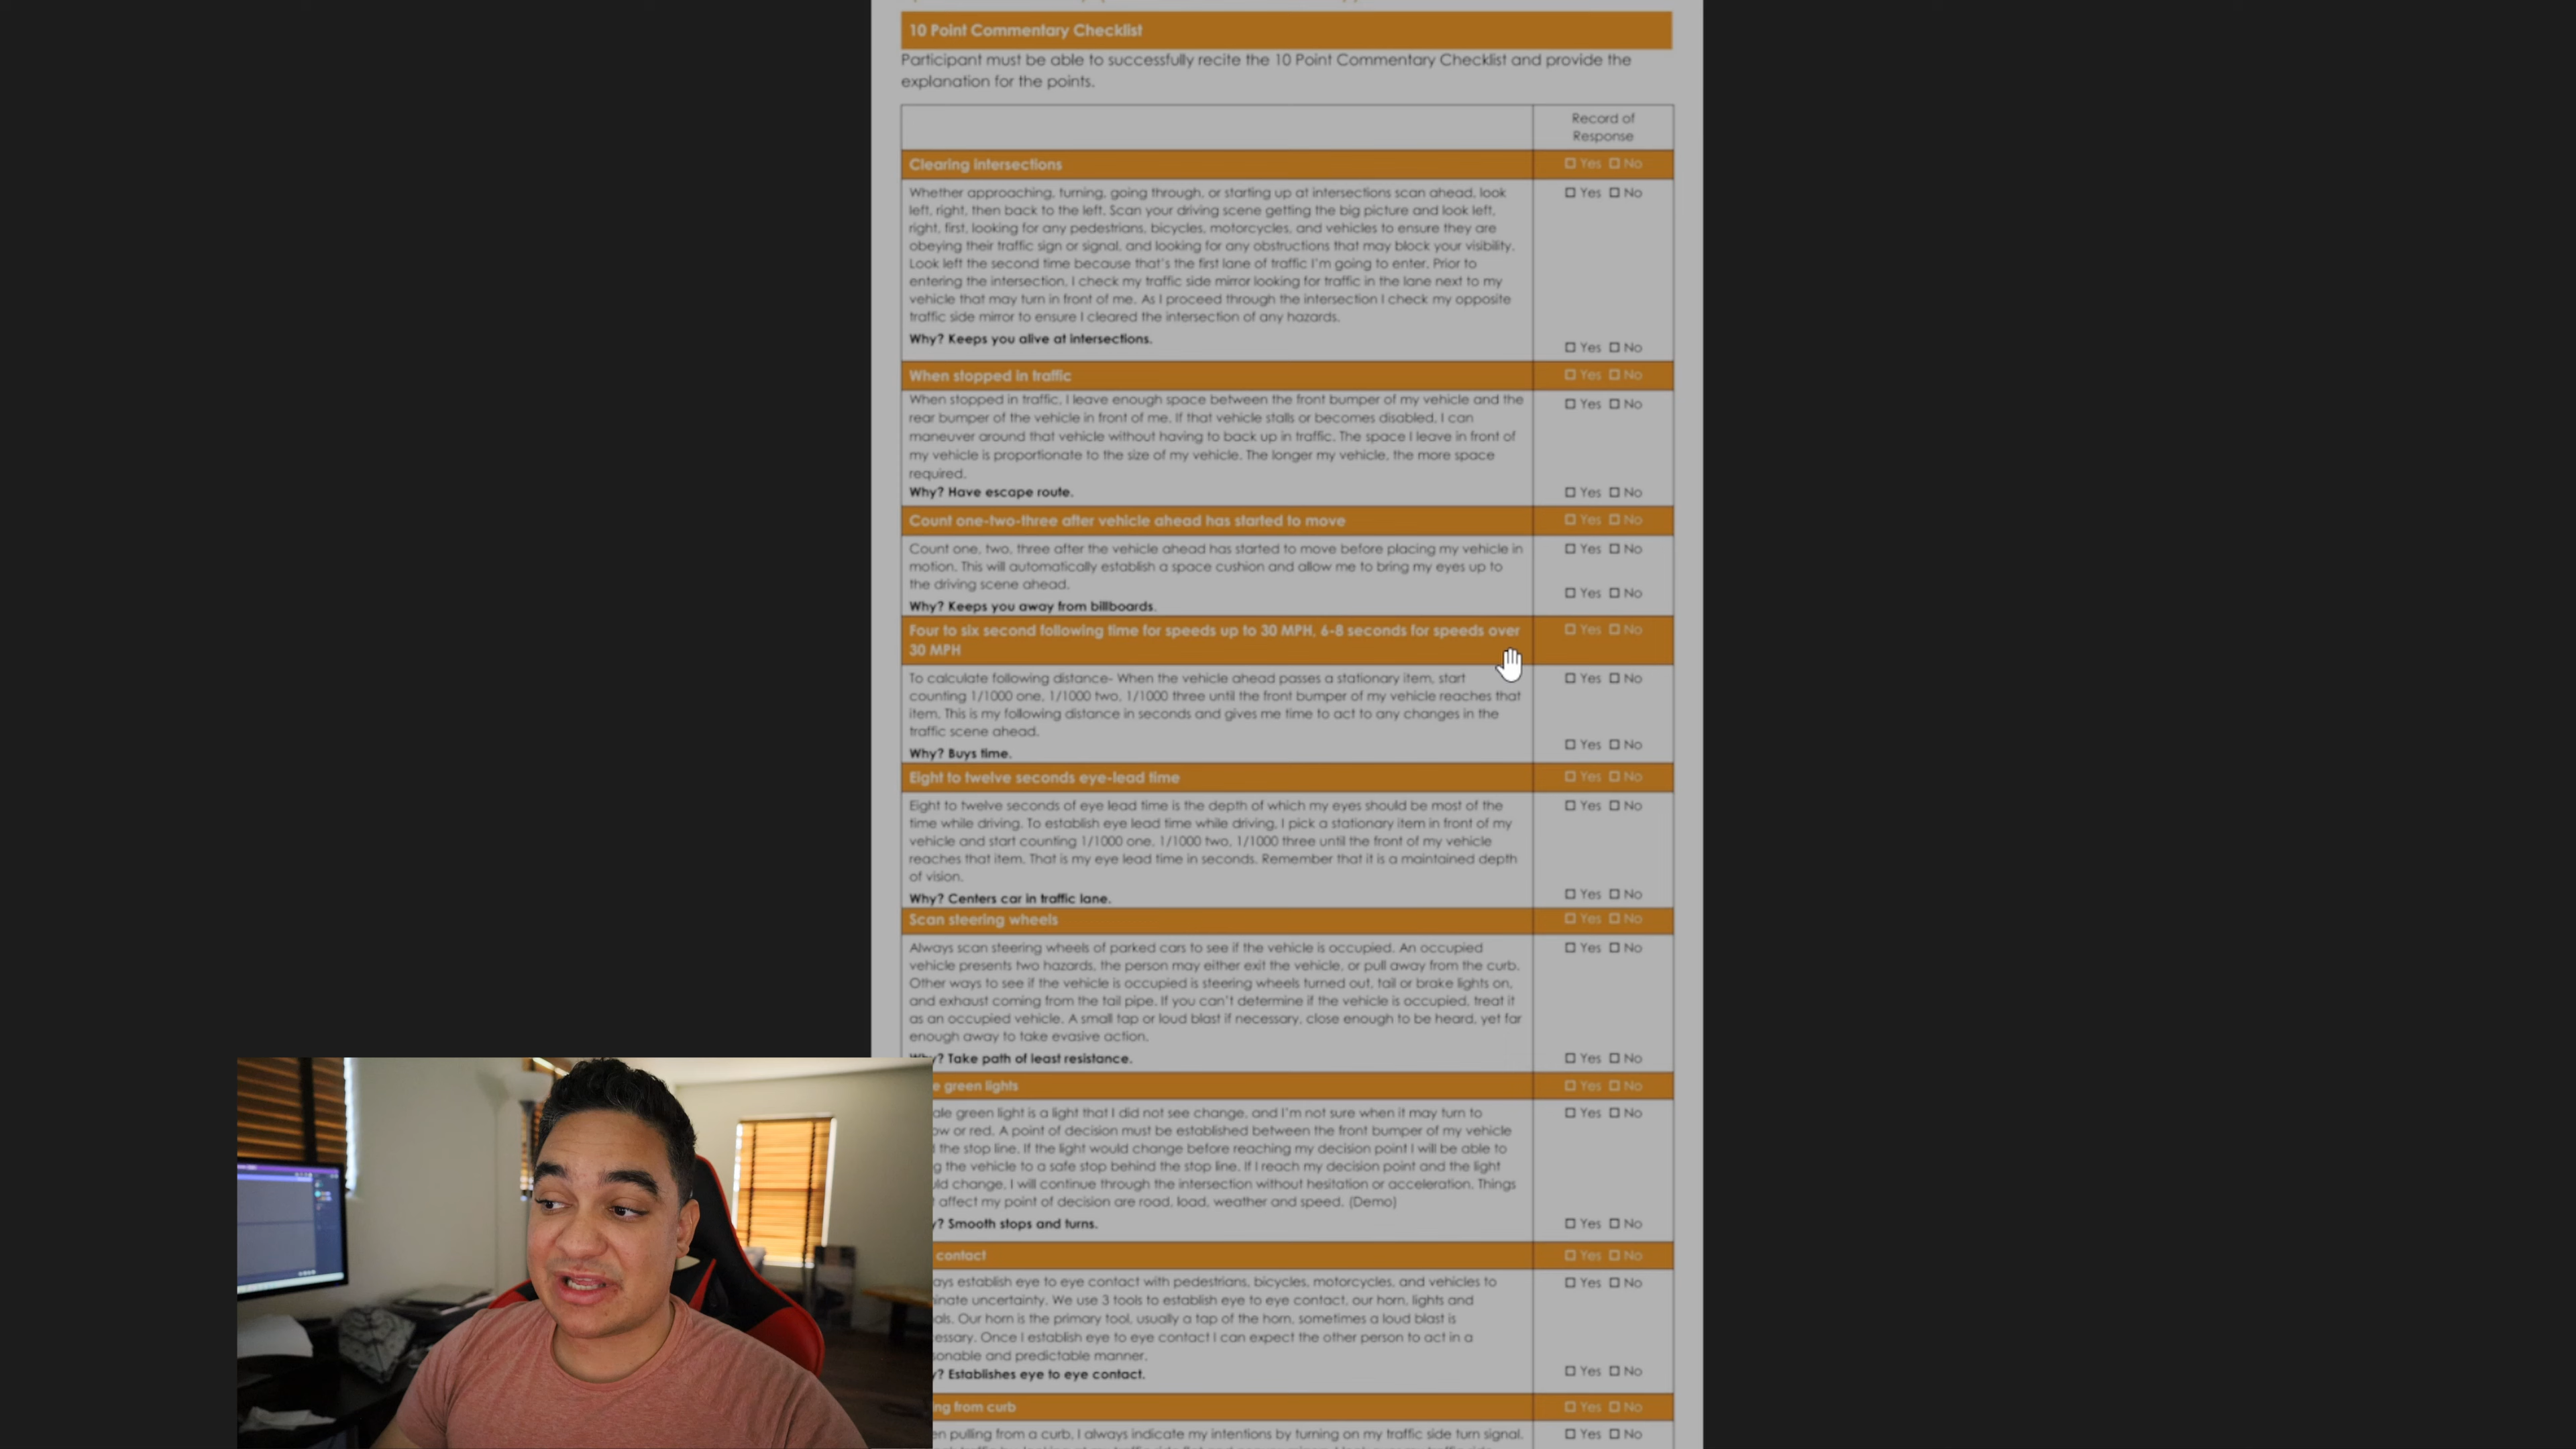 10 Point Commentary Checklist
Participant must be able to successfully recite the 10 Point Commentary Checklist and provide the
explanation for the points.
Record of
Response
Clearing intersections
☐ Yes ☐ No
Whether approaching, turning, going through, or starting up at intersections scan ahead, look
☐ Yes ☐ No
left, right, then back to the left. Scan your driving scene getting the big picture and look left,
right, first, looking for any pedestrians, bicycles, motorcycles, and vehicles to ensure they are
obeying their traffic sign or signal, and looking for any obstructions that may block your visibility.
Look left the second time because that's the first lane of traffic I'm going to enter. Prior to
entering the intersection, I check my traffic side mirror looking for traffic in the lane next to my
vehicle that may turn in front of me. As I proceed through the intersection I check my opposite
traffic side mirror to ensure I cleared the intersection of any hazards.
Why? Keeps you alive at intersections.
☐ Yes ☐ No
When stopped in traffic
☐ Yes ☐ No
When stopped in traffic, I leave enough space between the front bumper of my vehicle and the
☐ Yes ☐ No
rear bumper of the vehicle in front of me. If that vehicle stalls or becomes disabled, I can
maneuver around that vehicle without having to back up in traffic. The space I leave in front of
my vehicle is proportionate to the size of my vehicle. The longer my vehicle, the more space
required.
Why? Have escape route.
☐ Yes ☐ No
Count one-two-three after vehicle ahead has started to move
☐ Yes ☐ No
Count one, two, three after the vehicle ahead has started to move before placing my vehicle in
☐ Yes ☐ No
motion. This will automatically establish a space cushion and allow me to bring my eyes up to
the driving scene ahead.
☐ Yes ☐ No
Why? Keeps you away from billboards.
Four to six second following time for speeds up to 30 MPH, 6-8 seconds for speeds over
30 MPH
☐ Yes ☐ No
To calculate following distance- When the vehicle ahead passes a stationary item, start
☐ Yes ☐ No
counting 1/1000 one, 1/1000 two, 1/1000 three until the front bumper of my vehicle reaches that
item. This is my following distance in seconds and gives me time to act to any changes in the
traffic scene ahead.
☐ Yes ☐ No
Why? Buys time.
Eight to twelve seconds eye-lead time
☐ Yes ☐ No
Eight to twelve seconds of eye lead time is the depth of which my eyes should be most of the
☐ Yes ☐ No
time while driving. To establish eye lead time while driving, I pick a stationary item in front of my
vehicle and start counting 1/1000 one, 1/1000 two, 1/1000 three until the front of my vehicle
reaches that item. That is my eye lead time in seconds. Remember that it is a maintained depth
of vision.
Why? Centers car in traffic lane.
☐ Yes ☐ No
Scan steering wheels
☐ Yes ☐ No
Always scan steering wheels of parked cars to see if the vehicle is occupied. An occupied
☐ Yes ☐ No
vehicle presents two hazards, the person may either exit the vehicle, or pull away from the curb.
Other ways to see if the vehicle is occupied is steering wheels turned out, tail or brake lights on,
and exhaust coming from the tail pipe. If you can't determine if the vehicle is occupied, treat it
as an occupied vehicle. A small tap or loud blast if necessary, close enough to be heard, yet far
enough away to take evasive action.
? Take path of least resistance.
☐ Yes ☐ No
green lights
☐ Yes ☐ No
green light is a light that I did not see change, and I'm not sure when it may turn to
☐ Yes ☐ No
or red. A point of decision must be established between the front bumper of my vehicle
the stop line. If the light would change before reaching my decision point I will be able to
the vehicle to a safe stop behind the stop line. If I reach my decision point and the light
change, I will continue through the intersection without hesitation or acceleration. Things
affect my point of decision are road, load, weather and speed. (Demo)
? Smooth stops and turns.
☐ Yes ☐ No
contact
☐ Yes ☐ No
establish eye to eye contact with pedestrians, bicycles, motorcycles, and vehicles to
☐ Yes ☐ No
uncertainty. We use 3 tools to establish eye to eye contact, our horn, lights and
Our horn is the primary tool, usually a tap of the horn, sometimes a loud blast is
Once I establish eye to eye contact I can expect the other person to act in a
and predictable manner.
? Establishes eye to eye contact.
☐ Yes ☐ No
from curb
☐ Yes ☐ No
pulling from a curb, I always indicate my intentions by turning on my traffic side turn signal.
☐ Yes ☐ No